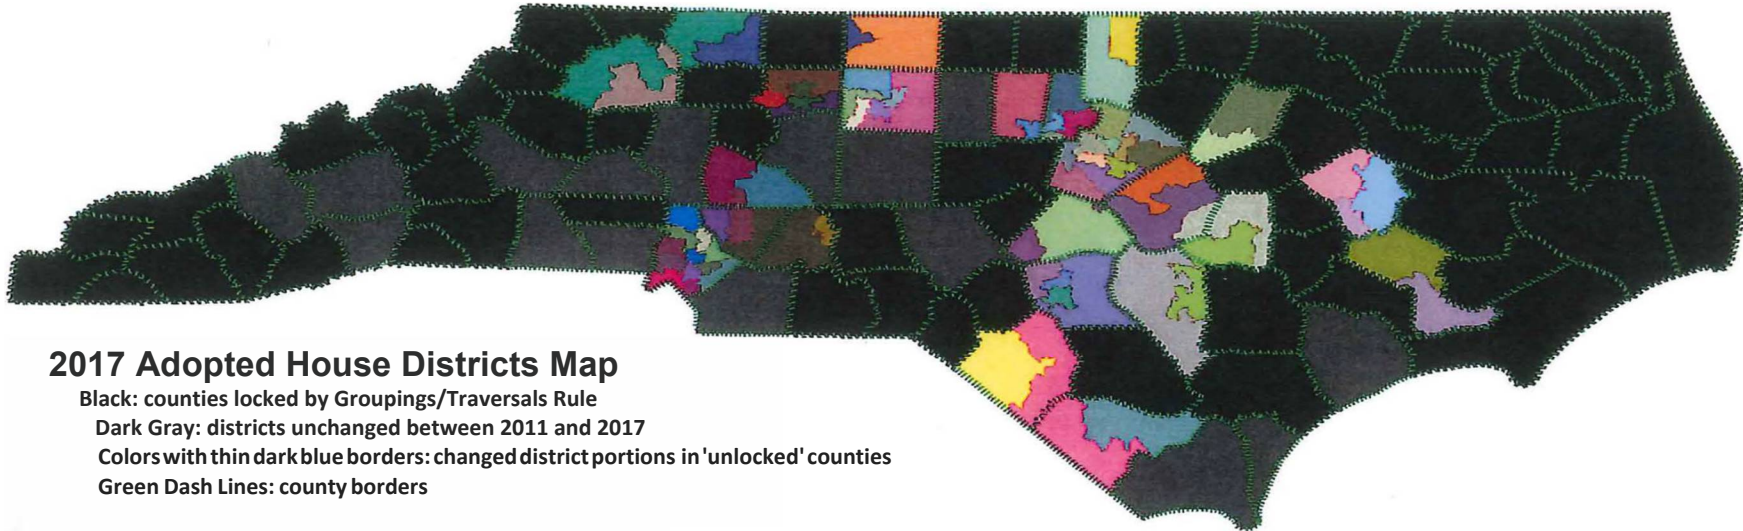 2017 Adopted House Districts Map
Black: counties locked by Groupings/Traversals Rule
Dark Gray: districts unchanged between 2011 and 2017
Colors with thin dark blue borders: changed district portions in 'unlocked' counties
Green Dash Lines: county borders